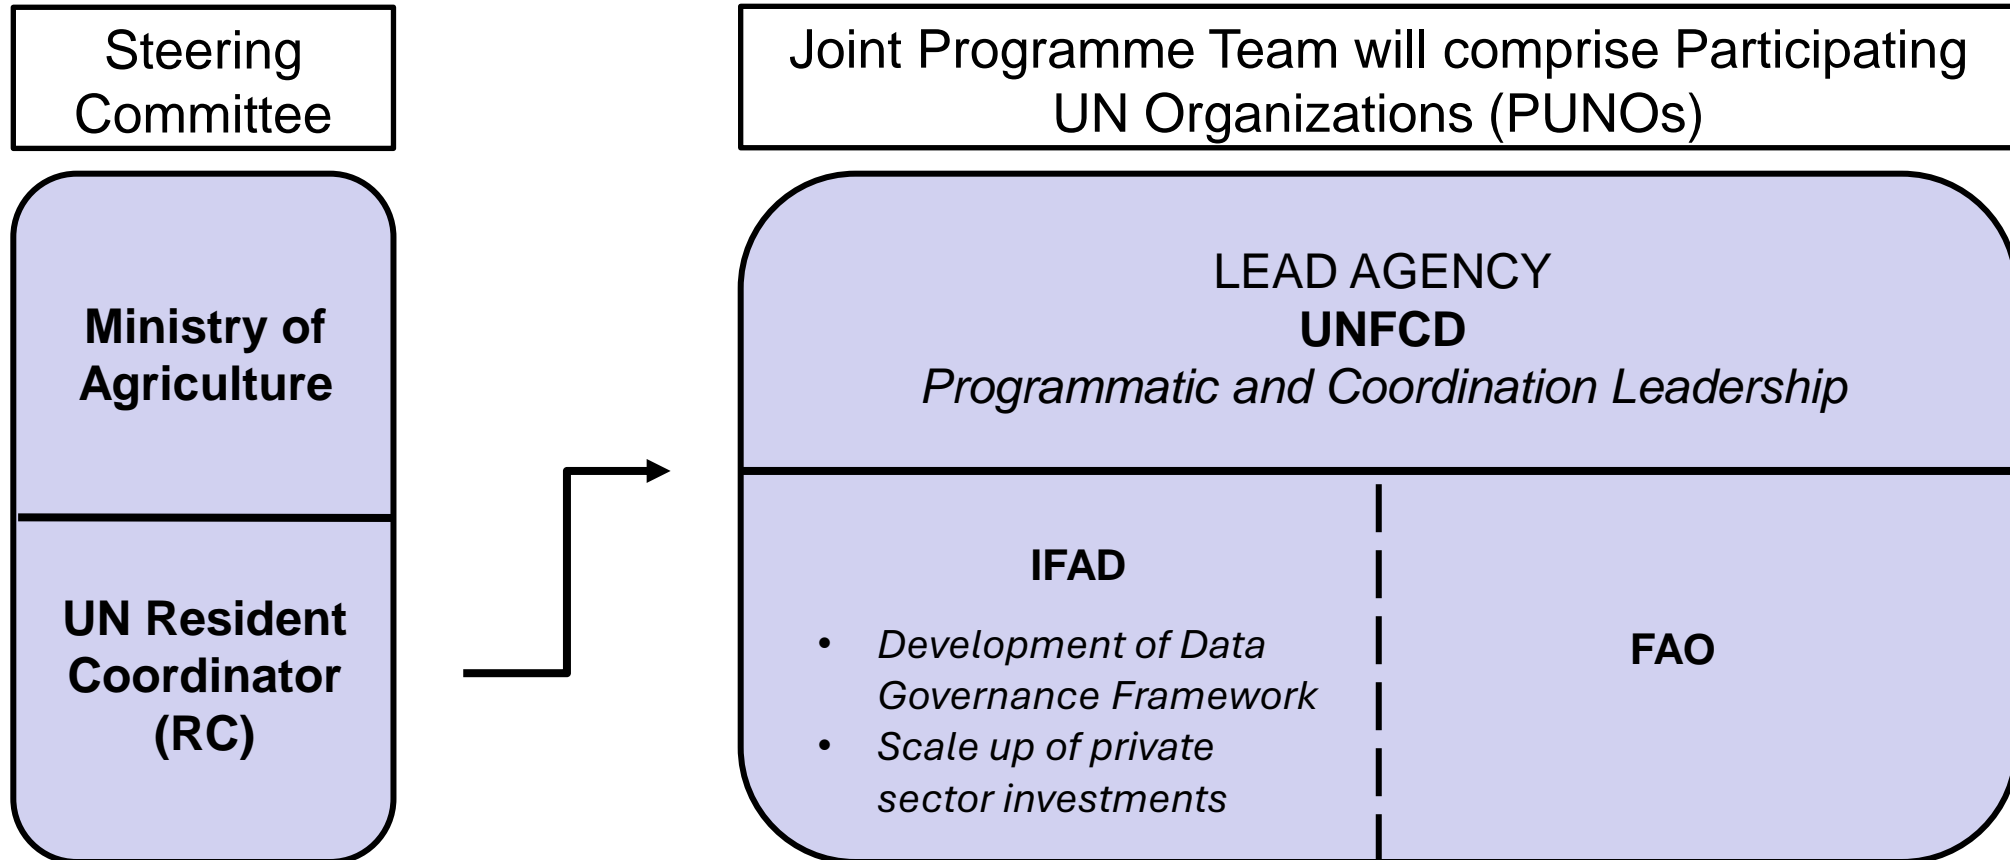 Steering
Committee
Joint Programme Team will comprise Participating
UN Organizations (PUNOs)
Ministry of
Agriculture
UN Resident
Coordinator
(RC)
LEAD AGENCY
UNFCD
Programmatic and Coordination Leadership
IFAD
• Development of Data
Governance Framework
• Scale up of private
sector investments
FAO